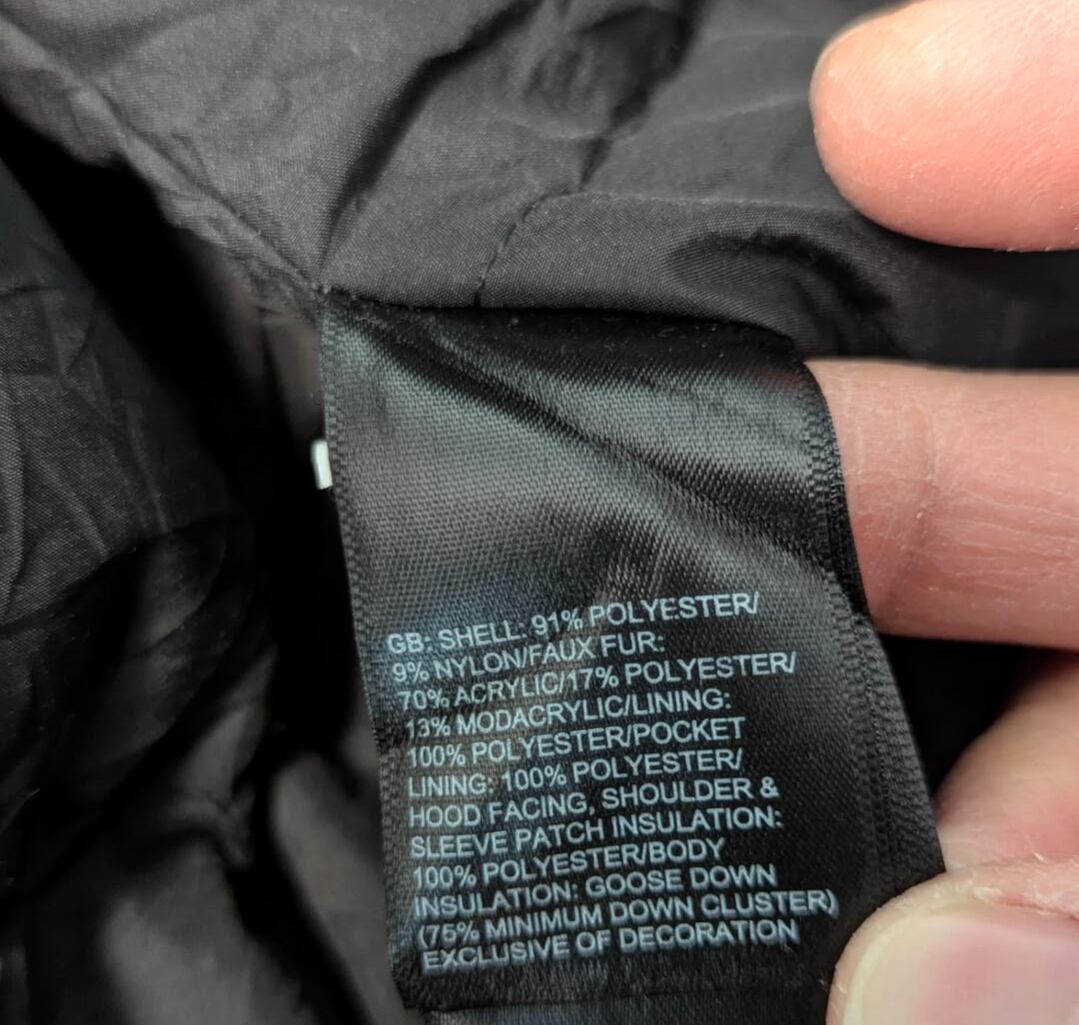 GB: SHELL: 91% POLYESTER/
9% NYLON/FAUX FUR:
70% ACRYLIC/17% POLYESTER/
13% MODACRYLIC/LINING:
100% POLYESTER/POCKET
LINING: 100% POLYESTER/
HOOD FACING, SHOULDER &
SLEEVE PATCH INSULATION:
100% POLYESTER/BODY
INSULATION: GOOSE DOWN
(75% MINIMUM DOWN CLUSTER)
EXCLUSIVE OF DECORATION